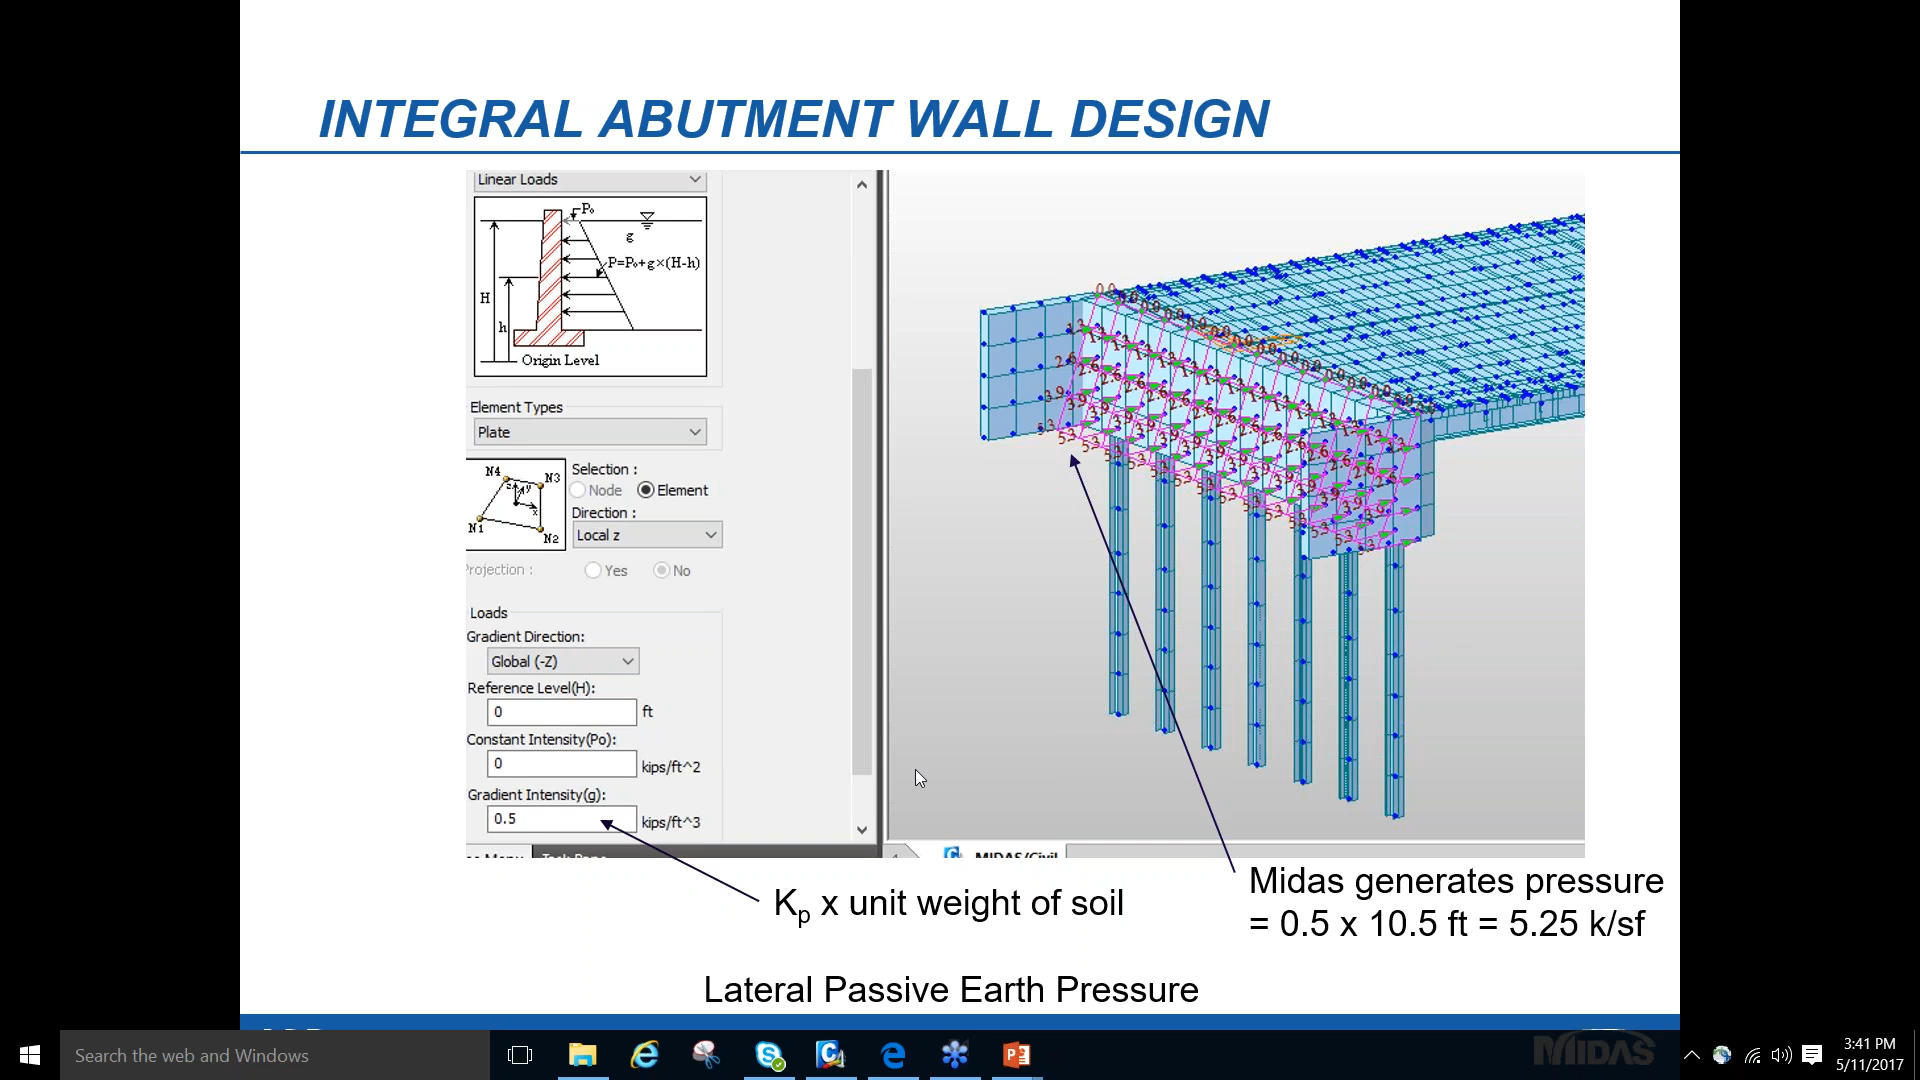 INTEGRAL ABUTMENT WALL DESIGN
Linear Loads
P₀
g
P=P₀+g×(H-h)
H
h
Origin Level
Element Types
Plate
N4
N3
z
y
x
N1
N2
Selection :
Node Element
Direction :
Local z
Projection :
Yes No
Loads
Gradient Direction:
Global (-Z)
Reference Level(H):
0 ft
Constant Intensity(Po):
0 kips/ft^2
Gradient Intensity(g):
0.5 kips/ft^3
MIDAS/Civil
Kp x unit weight of soil
Midas generates pressure
= 0.5 x 10.5 ft = 5.25 k/sf
Lateral Passive Earth Pressure
MIDAS
Search the web and Windows
3:41 PM
5/11/2017